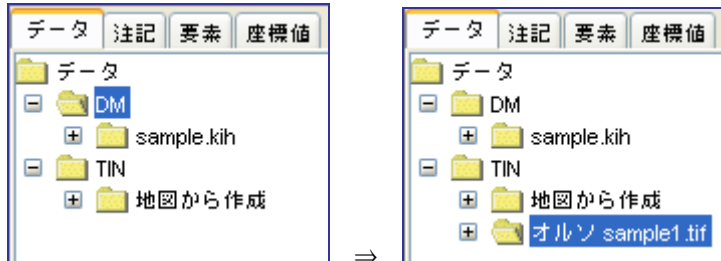 データ 注記 要素 座標値
データ
DM
sample.kih
TIN
地図から作成
⇒
データ 注記 要素 座標値
データ
DM
sample.kih
TIN
地図から作成
オルソ sample1.tif